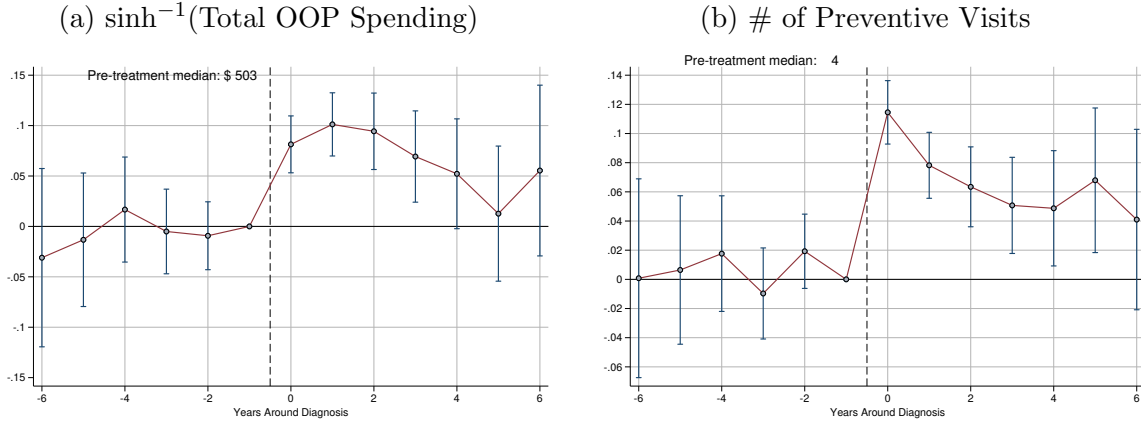 (a) sinh⁻¹(Total OOP Spending)
Pre-treatment median: $ 503
.15
.1
.05
0
-.05
-.1
-.15
-6 -4 -2 0 2 4 6
Years Around Diagnosis
(b) # of Preventive Visits
Pre-treatment median: 4
.14
.12
.1
.08
.06
.04
.02
0
-.02
-.04
-.06
-6 -4 -2 0 2 4 6
Years Around Diagnosis